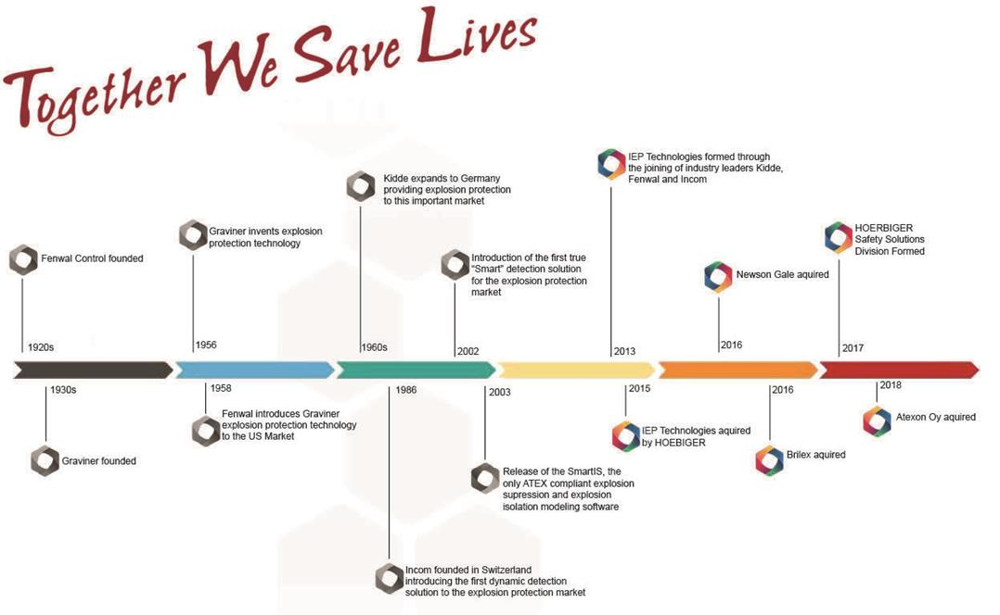 Together We Save Lives
IEP Technologies formed through
the joining of industry leaders Kidde,
Fenwal and Incom
Kidde expands to Germany
providing explosion protection
to this important market
Graviner invents explosion
protection technology
HOERBIGER
Safety Solutions
Division Formed
Fenwal Control founded
Introduction of the first true
"Smart" detection solution
for the explosion protection
market
Newson Gale aquired
1920s
1956
1960s
2002
2013
2016
2017
1930s
1958
1986
2003
2015
2016
2018
Graviner founded
Fenwal introduces Graviner
explosion protection technology
to the US Market
IEP Technologies aquired
by HOEBIGER
Brilex aquired
Atexon Oy aquired
Release of the SmartIS, the
only ATEX compliant explosion
supression and explosion
isolation modeling software
Incom founded in Switzerland
introducing the first dynamic detection
solution to the explosion protection market